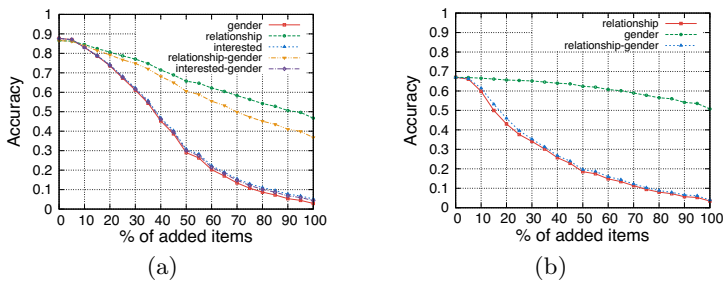 1
0.9
0.8
0.7
0.6
0.5
0.4
0.3
0.2
0.1
0
Accuracy
gender
relationship
interested
relationship-gender
interested-gender
0 10 20 30 40 50 60 70 80 90 100
% of added items
(a)
1
0.9
0.8
0.7
0.6
0.5
0.4
0.3
0.2
0.1
0
Accuracy
relationship
gender
relationship-gender
0 10 20 30 40 50 60 70 80 90 100
% of added items
(b)